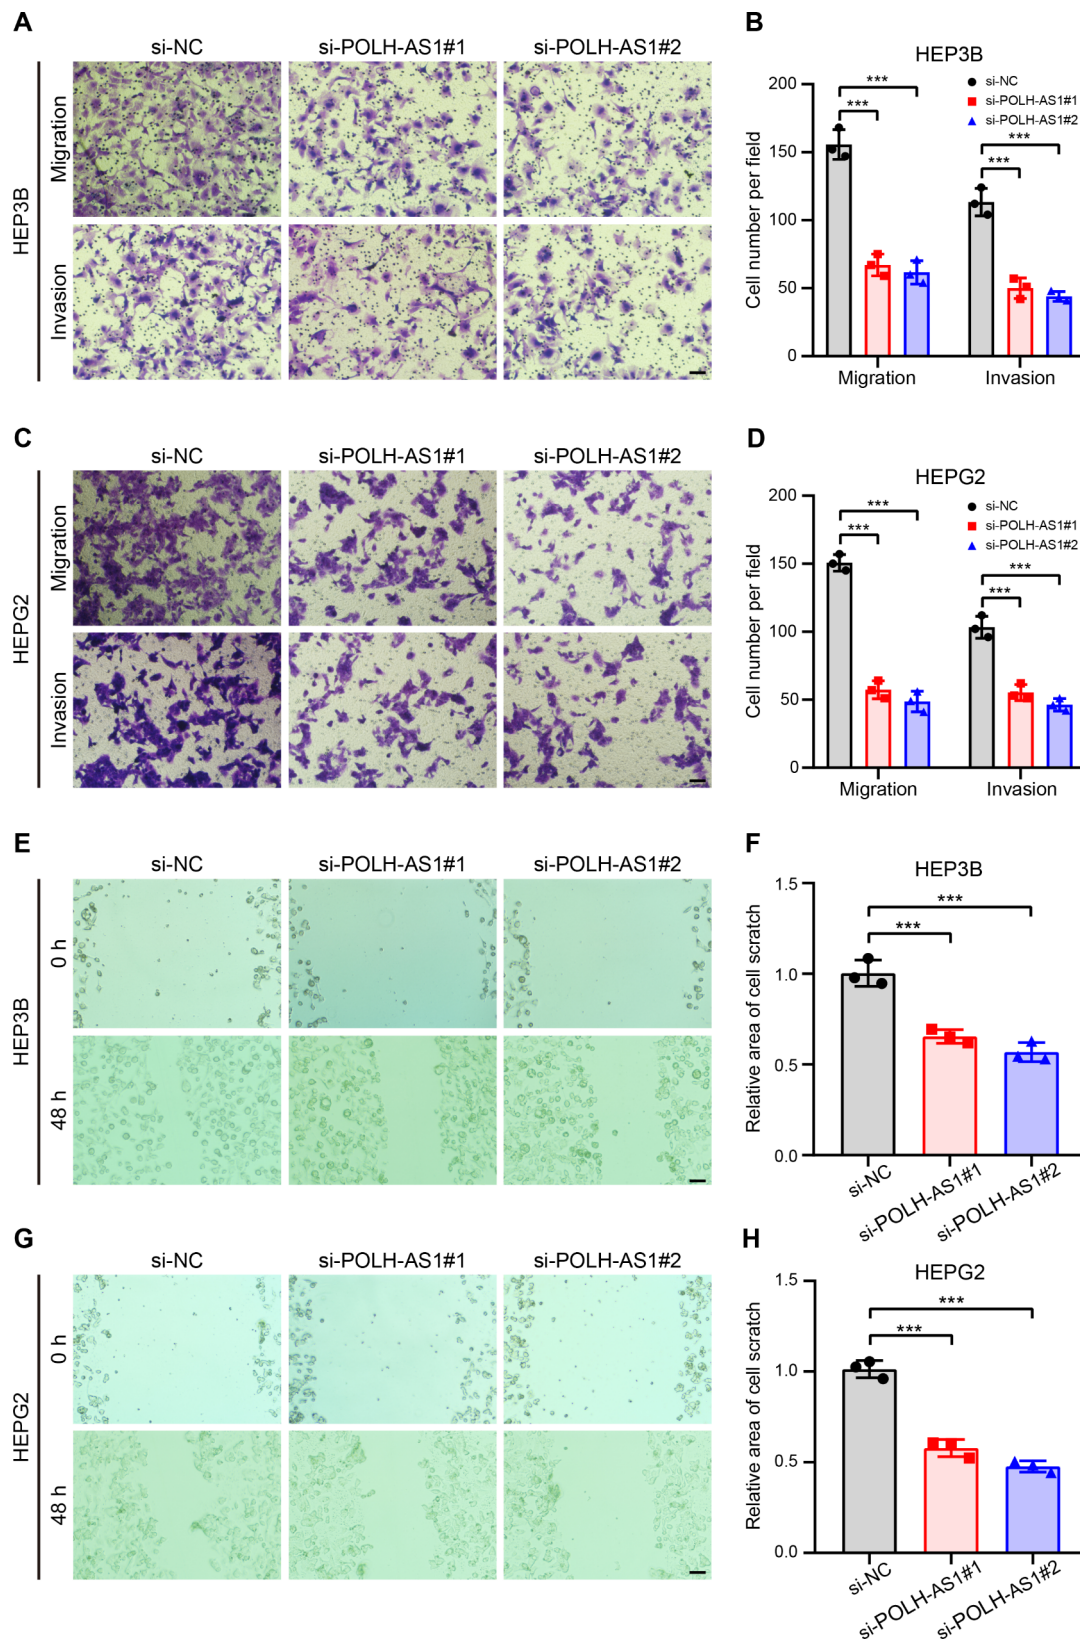 A
si-NC si-POLH-AS1#1 si-POLH-AS1#2
HEP3B
Migration
Invasion
B
HEP3B
si-NC
si-POLH-AS1#1
si-POLH-AS1#2
*** ***
*** ***
Cell number per field
200
150
100
50
0
Migration Invasion
C
si-NC si-POLH-AS1#1 si-POLH-AS1#2
HEPG2
Migration
Invasion
D
HEPG2
si-NC
si-POLH-AS1#1
si-POLH-AS1#2
*** ***
*** ***
Cell number per field
200
150
100
50
0
Migration Invasion
E
si-NC si-POLH-AS1#1 si-POLH-AS1#2
HEP3B
0 h
48 h
F
HEP3B
***
***
Relative area of cell scratch
1.5
1.0
0.5
0.0
si-NC si-POLH-AS1#1 si-POLH-AS1#2
G
si-NC si-POLH-AS1#1 si-POLH-AS1#2
HEPG2
0 h
48 h
H
HEPG2
***
***
Relative area of cell scratch
1.5
1.0
0.5
0.0
si-NC si-POLH-AS1#1 si-POLH-AS1#2